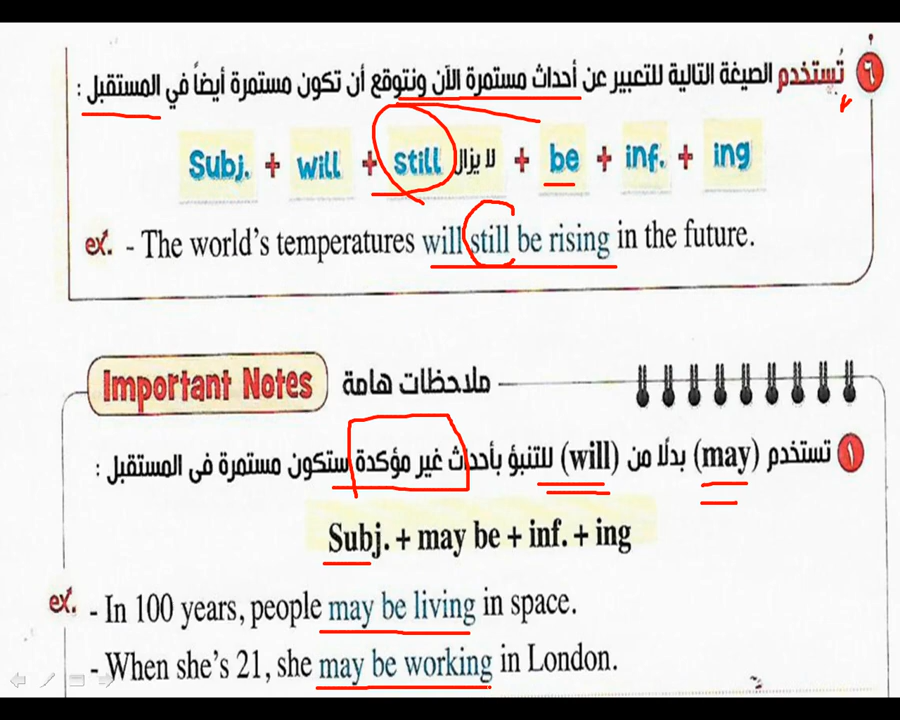 ٦ تُستخدم الصيغة التالية للتعبير عن أحداث مستمرة الآن ونتوقع أن تكون مستمرة أيضاً في المستقبل :
Subj. + will + still لا يزال + be + inf. + ing
ex. - The world's temperatures will still be rising in the future.
Important Notes ملاحظات هامة
١ تستخدم (may) بدلًا من (will) للتنبؤ بأحداث غير مؤكدة ستكون مستمرة فى المستقبل :
Subj. + may be + inf. + ing
ex. - In 100 years, people may be living in space.
- When she's 21, she may be working in London.